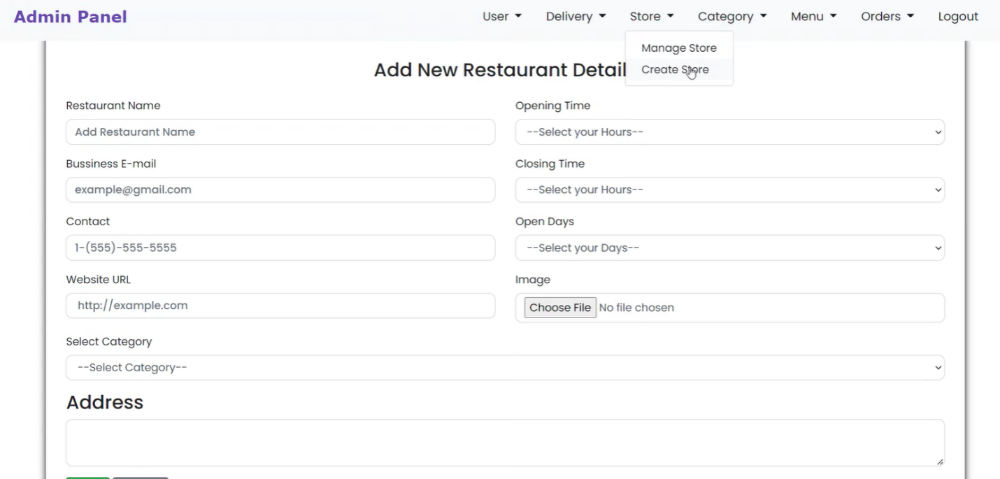 Admin Panel User Delivery Store Category Menu Orders Logout
Manage Store
Create Store
Add New Restaurant Detail
Restaurant Name
Add Restaurant Name
Opening Time
--Select your Hours--
Bussiness E-mail
example@gmail.com
Closing Time
--Select your Hours--
Contact
1-(555)-555-5555
Open Days
--Select your Days--
Website URL
http://example.com
Image
Choose File No file chosen
Select Category
--Select Category--
Address